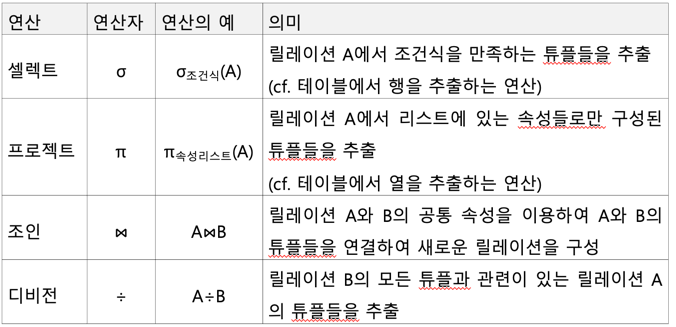 연산 연산자 연산의 예 의미
셀렉트 σ σ조건식(A) 릴레이션 A에서 조건식을 만족하는 튜플들을 추출
(cf. 테이블에서 행을 추출하는 연산)
프로젝트 π π속성리스트(A) 릴레이션 A에서 리스트에 있는 속성들로만 구성된
튜플들을 추출
(cf. 테이블에서 열을 추출하는 연산)
조인 ⋈ A⋈B 릴레이션 A와 B의 공통 속성을 이용하여 A와 B의
튜플들을 연결하여 새로운 릴레이션을 구성
디비전 ÷ A÷B 릴레이션 B의 모든 튜플과 관련이 있는 릴레이션 A
의 튜플들을 추출